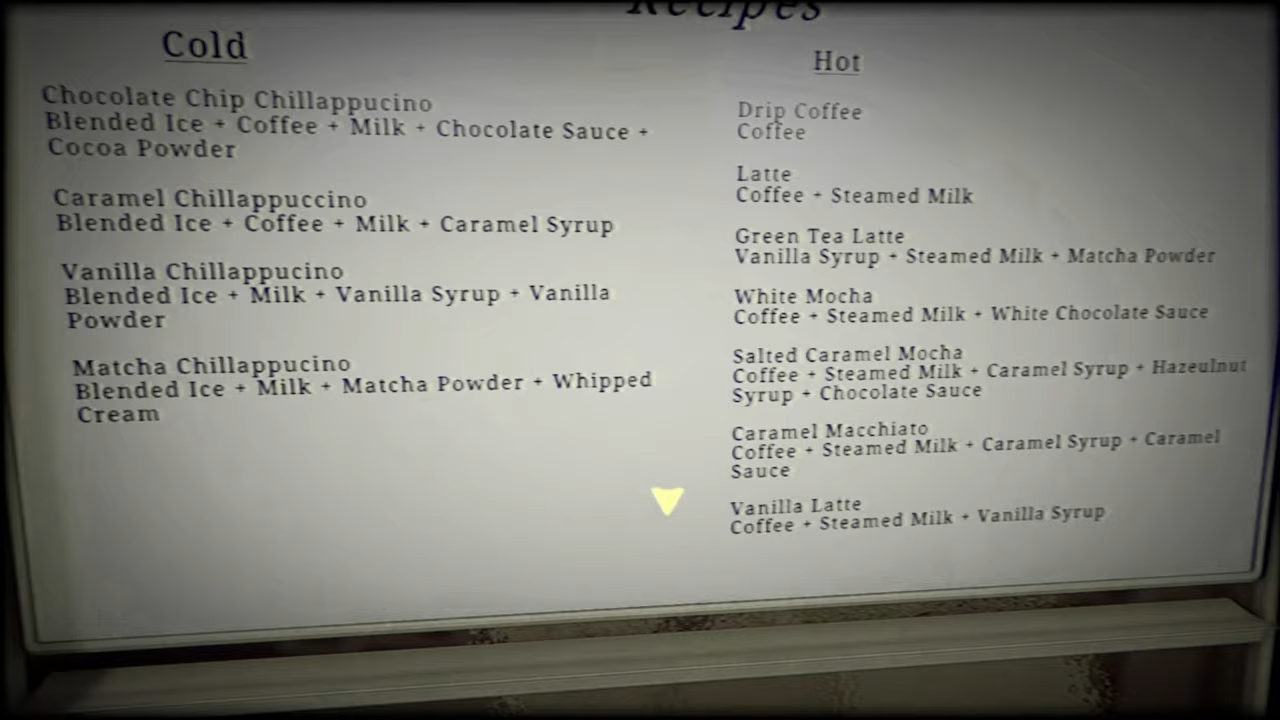 Recipes
Cold
Chocolate Chip Chillappucino
Blended Ice + Coffee + Milk + Chocolate Sauce +
Cocoa Powder
Caramel Chillappuccino
Blended Ice + Coffee + Milk + Caramel Syrup
Vanilla Chillappucino
Blended Ice + Milk + Vanilla Syrup + Vanilla
Powder
Matcha Chillappucino
Blended Ice + Milk + Matcha Powder + Whipped
Cream
Hot
Drip Coffee
Coffee
Latte
Coffee + Steamed Milk
Green Tea Latte
Vanilla Syrup + Steamed Milk + Matcha Powder
White Mocha
Coffee + Steamed Milk + White Chocolate Sauce
Salted Caramel Mocha
Coffee + Steamed Milk + Caramel Syrup + Hazeulnut
Syrup + Chocolate Sauce
Caramel Macchiato
Coffee + Steamed Milk + Caramel Syrup + Caramel
Sauce
Vanilla Latte
Coffee + Steamed Milk + Vanilla Syrup